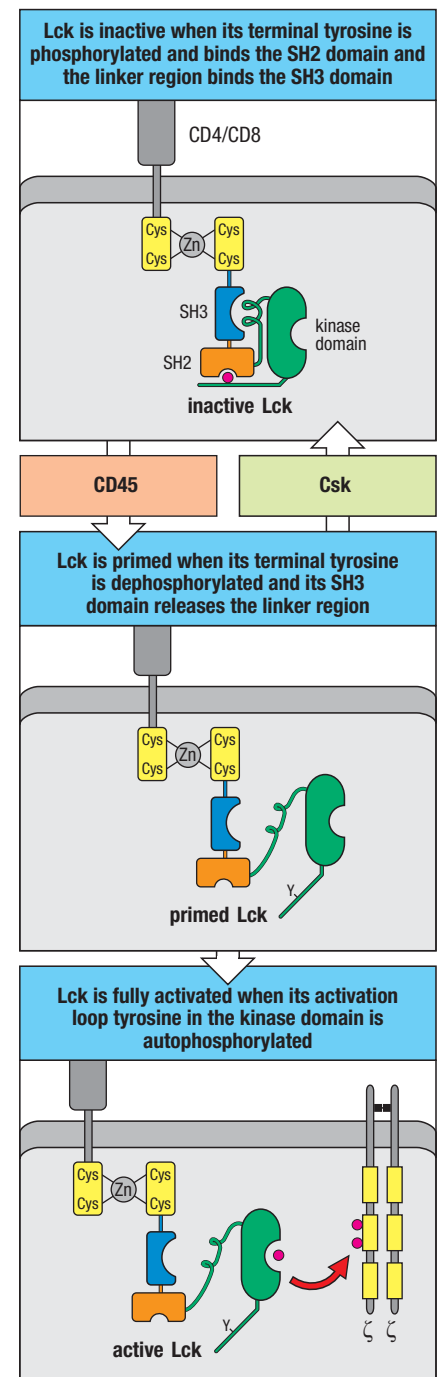 Lck is inactive when its terminal tyrosine is
phosphorylated and binds the SH2 domain and
the linker region binds the SH3 domain
CD4/CD8
Cys
Cys
Zn
Cys
Cys
SH3
kinase
domain
SH2
inactive Lck
CD45
Csk
Lck is primed when its terminal tyrosine
is dephosphorylated and its SH3
domain releases the linker region
Cys
Cys
Zn
Cys
Cys
Y
primed Lck
Lck is fully activated when its activation
loop tyrosine in the kinase domain is
autophosphorylated
Cys
Cys
Zn
Cys
Cys
Y
active Lck
ζ ζ